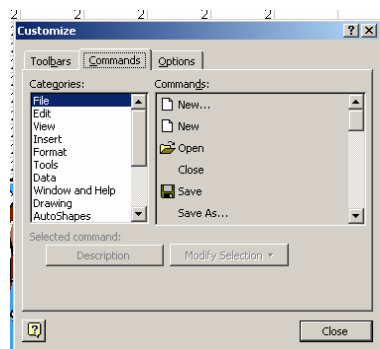 2 2 2 2 2
Customize
Toolbars Commands Options
Categories: Commands:
File
Edit
View
Insert
Format
Tools
Data
Window and Help
Drawing
AutoShapes
New...
New
Open
Close
Save
Save As...
Selected command:
Description Modify Selection
Close